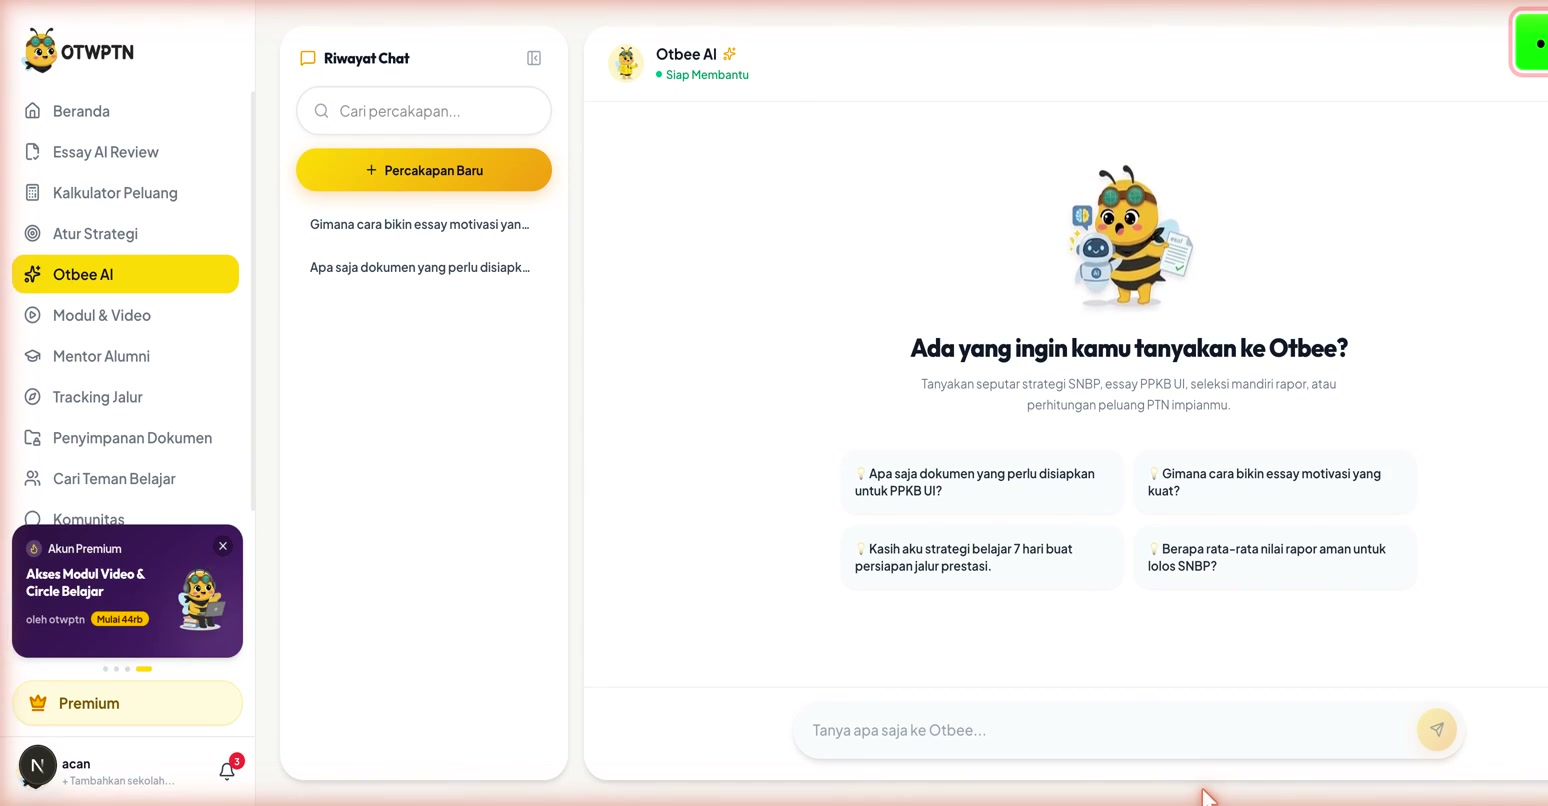 OTWPTN
Beranda
Essay AI Review
Kalkulator Peluang
Atur Strategi
Otbee AI
Modul & Video
Mentor Alumni
Tracking Jalur
Penyimpanan Dokumen
Cari Teman Belajar
Komunitas
Akun Premium
Akses Modul Video &
Circle Belajar
oleh otwptn Mulai 44rb
Premium
N
acan
+ Tambahkan sekolah...
3
Riwayat Chat
Cari percakapan...
+ Percakapan Baru
Gimana cara bikin essay motivasi yan...
Apa saja dokumen yang perlu disiapk...
Otbee AI
Siap Membantu
Ada yang ingin kamu tanyakan ke Otbee?
Tanyakan seputar strategi SNBP, essay PPKB UI, seleksi mandiri rapor, atau
perhitungan peluang PTN impianmu.
Apa saja dokumen yang perlu disiapkan
untuk PPKB UI?
Gimana cara bikin essay motivasi yang
kuat?
Kasih aku strategi belajar 7 hari buat
persiapan jalur prestasi.
Berapa rata-rata nilai rapor aman untuk
lolos SNBP?
Tanya apa saja ke Otbee...